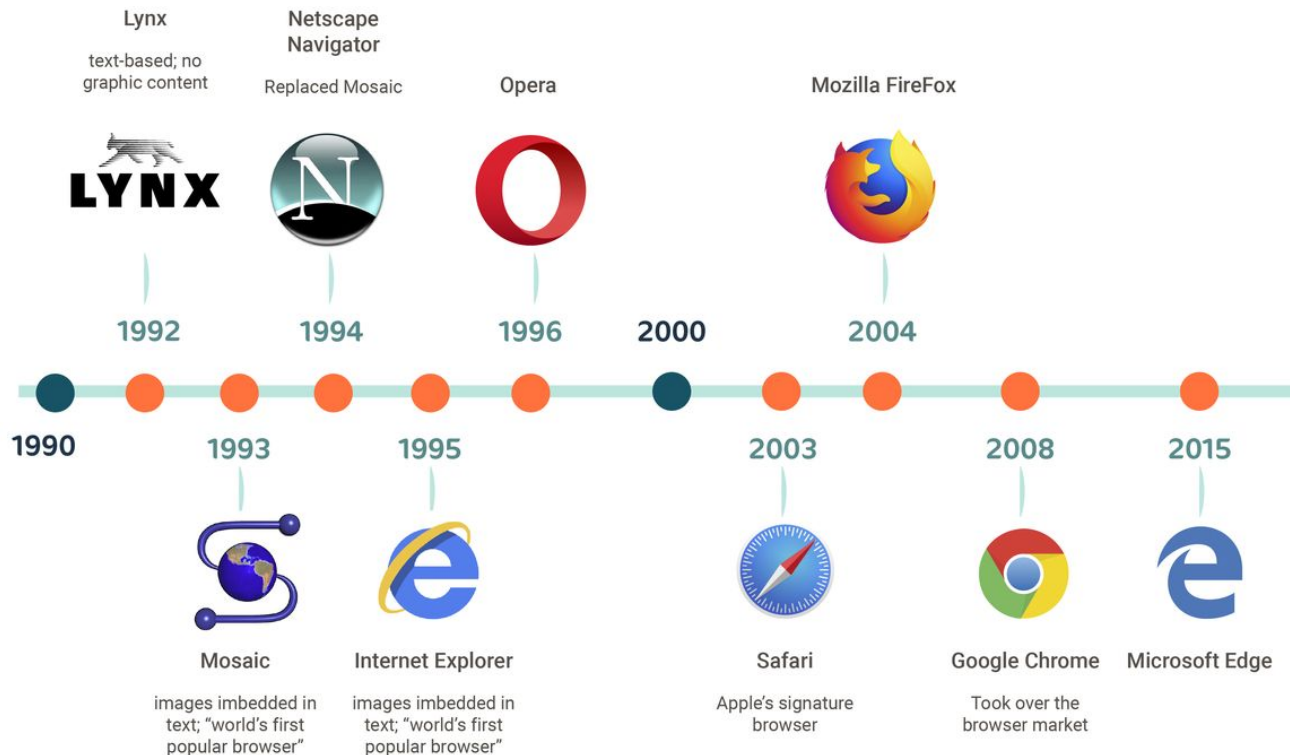 Lynx
text-based; no
graphic content
LYNX
Netscape
Navigator
Replaced Mosaic
N
Opera
Mozilla FireFox
1992
1994
1996
2000
2004
1990
1993
1995
2003
2008
2015
Mosaic
images imbedded in
text; “world’s first
popular browser”
Internet Explorer
images imbedded in
text; “world’s first
popular browser”
Safari
Apple’s signature
browser
Google Chrome
Took over the
browser market
Microsoft Edge